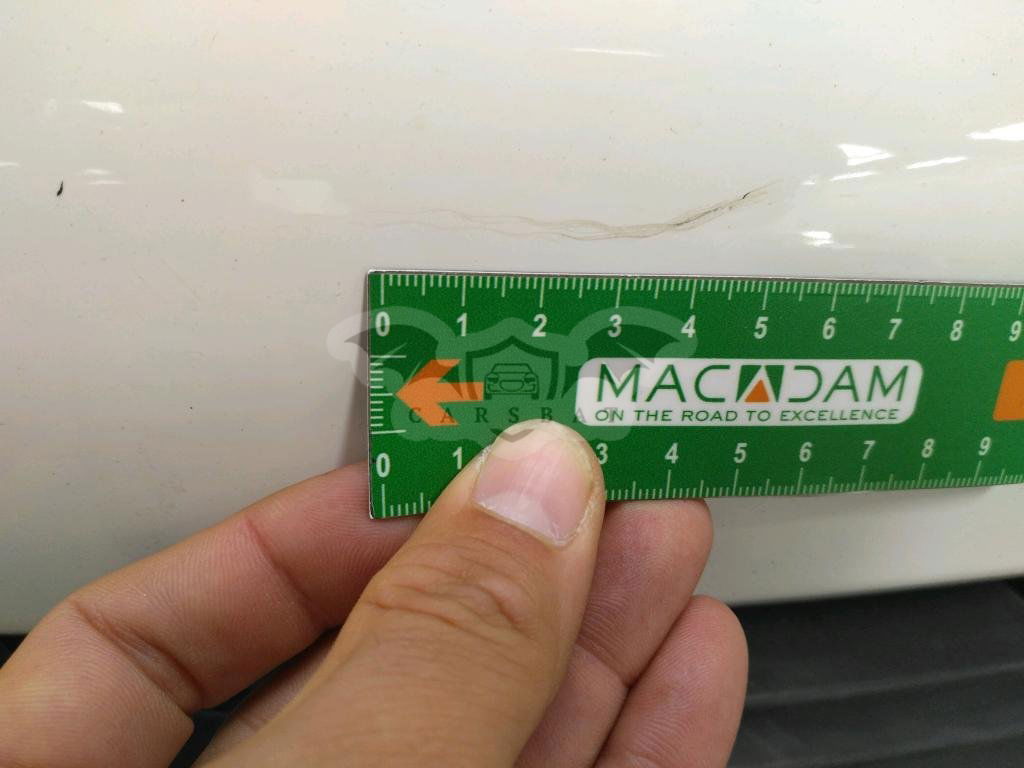 0 1 2 3 4 5 6 7 8 9
MACADAM
ON THE ROAD TO EXCELLENCE
CARSBA
0 1 3 4 5 6 7 8 9